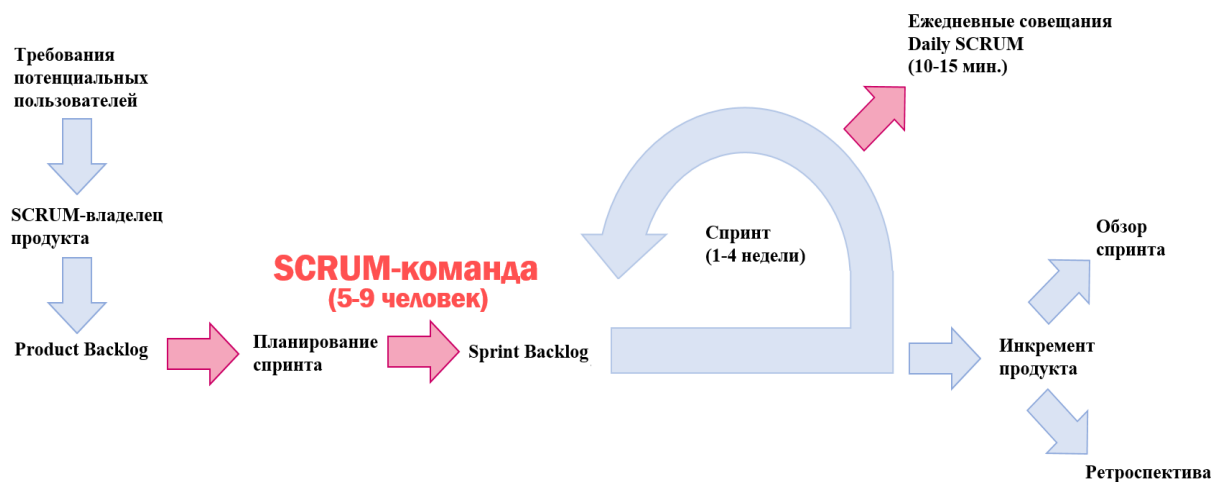 Требования
потенциальных
пользователей
SCRUM-владелец
продукта
Product Backlog
SCRUM-команда
(5-9 человек)
Планирование
спринта
Sprint Backlog
Спринт
(1-4 недели)
Ежедневные совещания
Daily SCRUM
(10-15 мин.)
Инкремент
продукта
Обзор
спринта
Ретроспектива